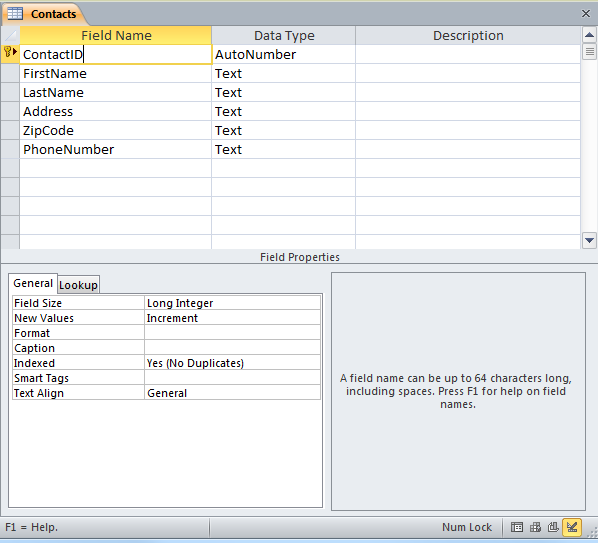 Contacts
Field Name Data Type Description
ContactID AutoNumber
FirstName Text
LastName Text
Address Text
ZipCode Text
PhoneNumber Text
Field Properties
General Lookup
Field Size Long Integer
New Values Increment
Format
Caption
Indexed Yes (No Duplicates)
Smart Tags
Text Align General
A field name can be up to 64 characters long,
including spaces. Press F1 for help on field
names.
F1 = Help. Num Lock